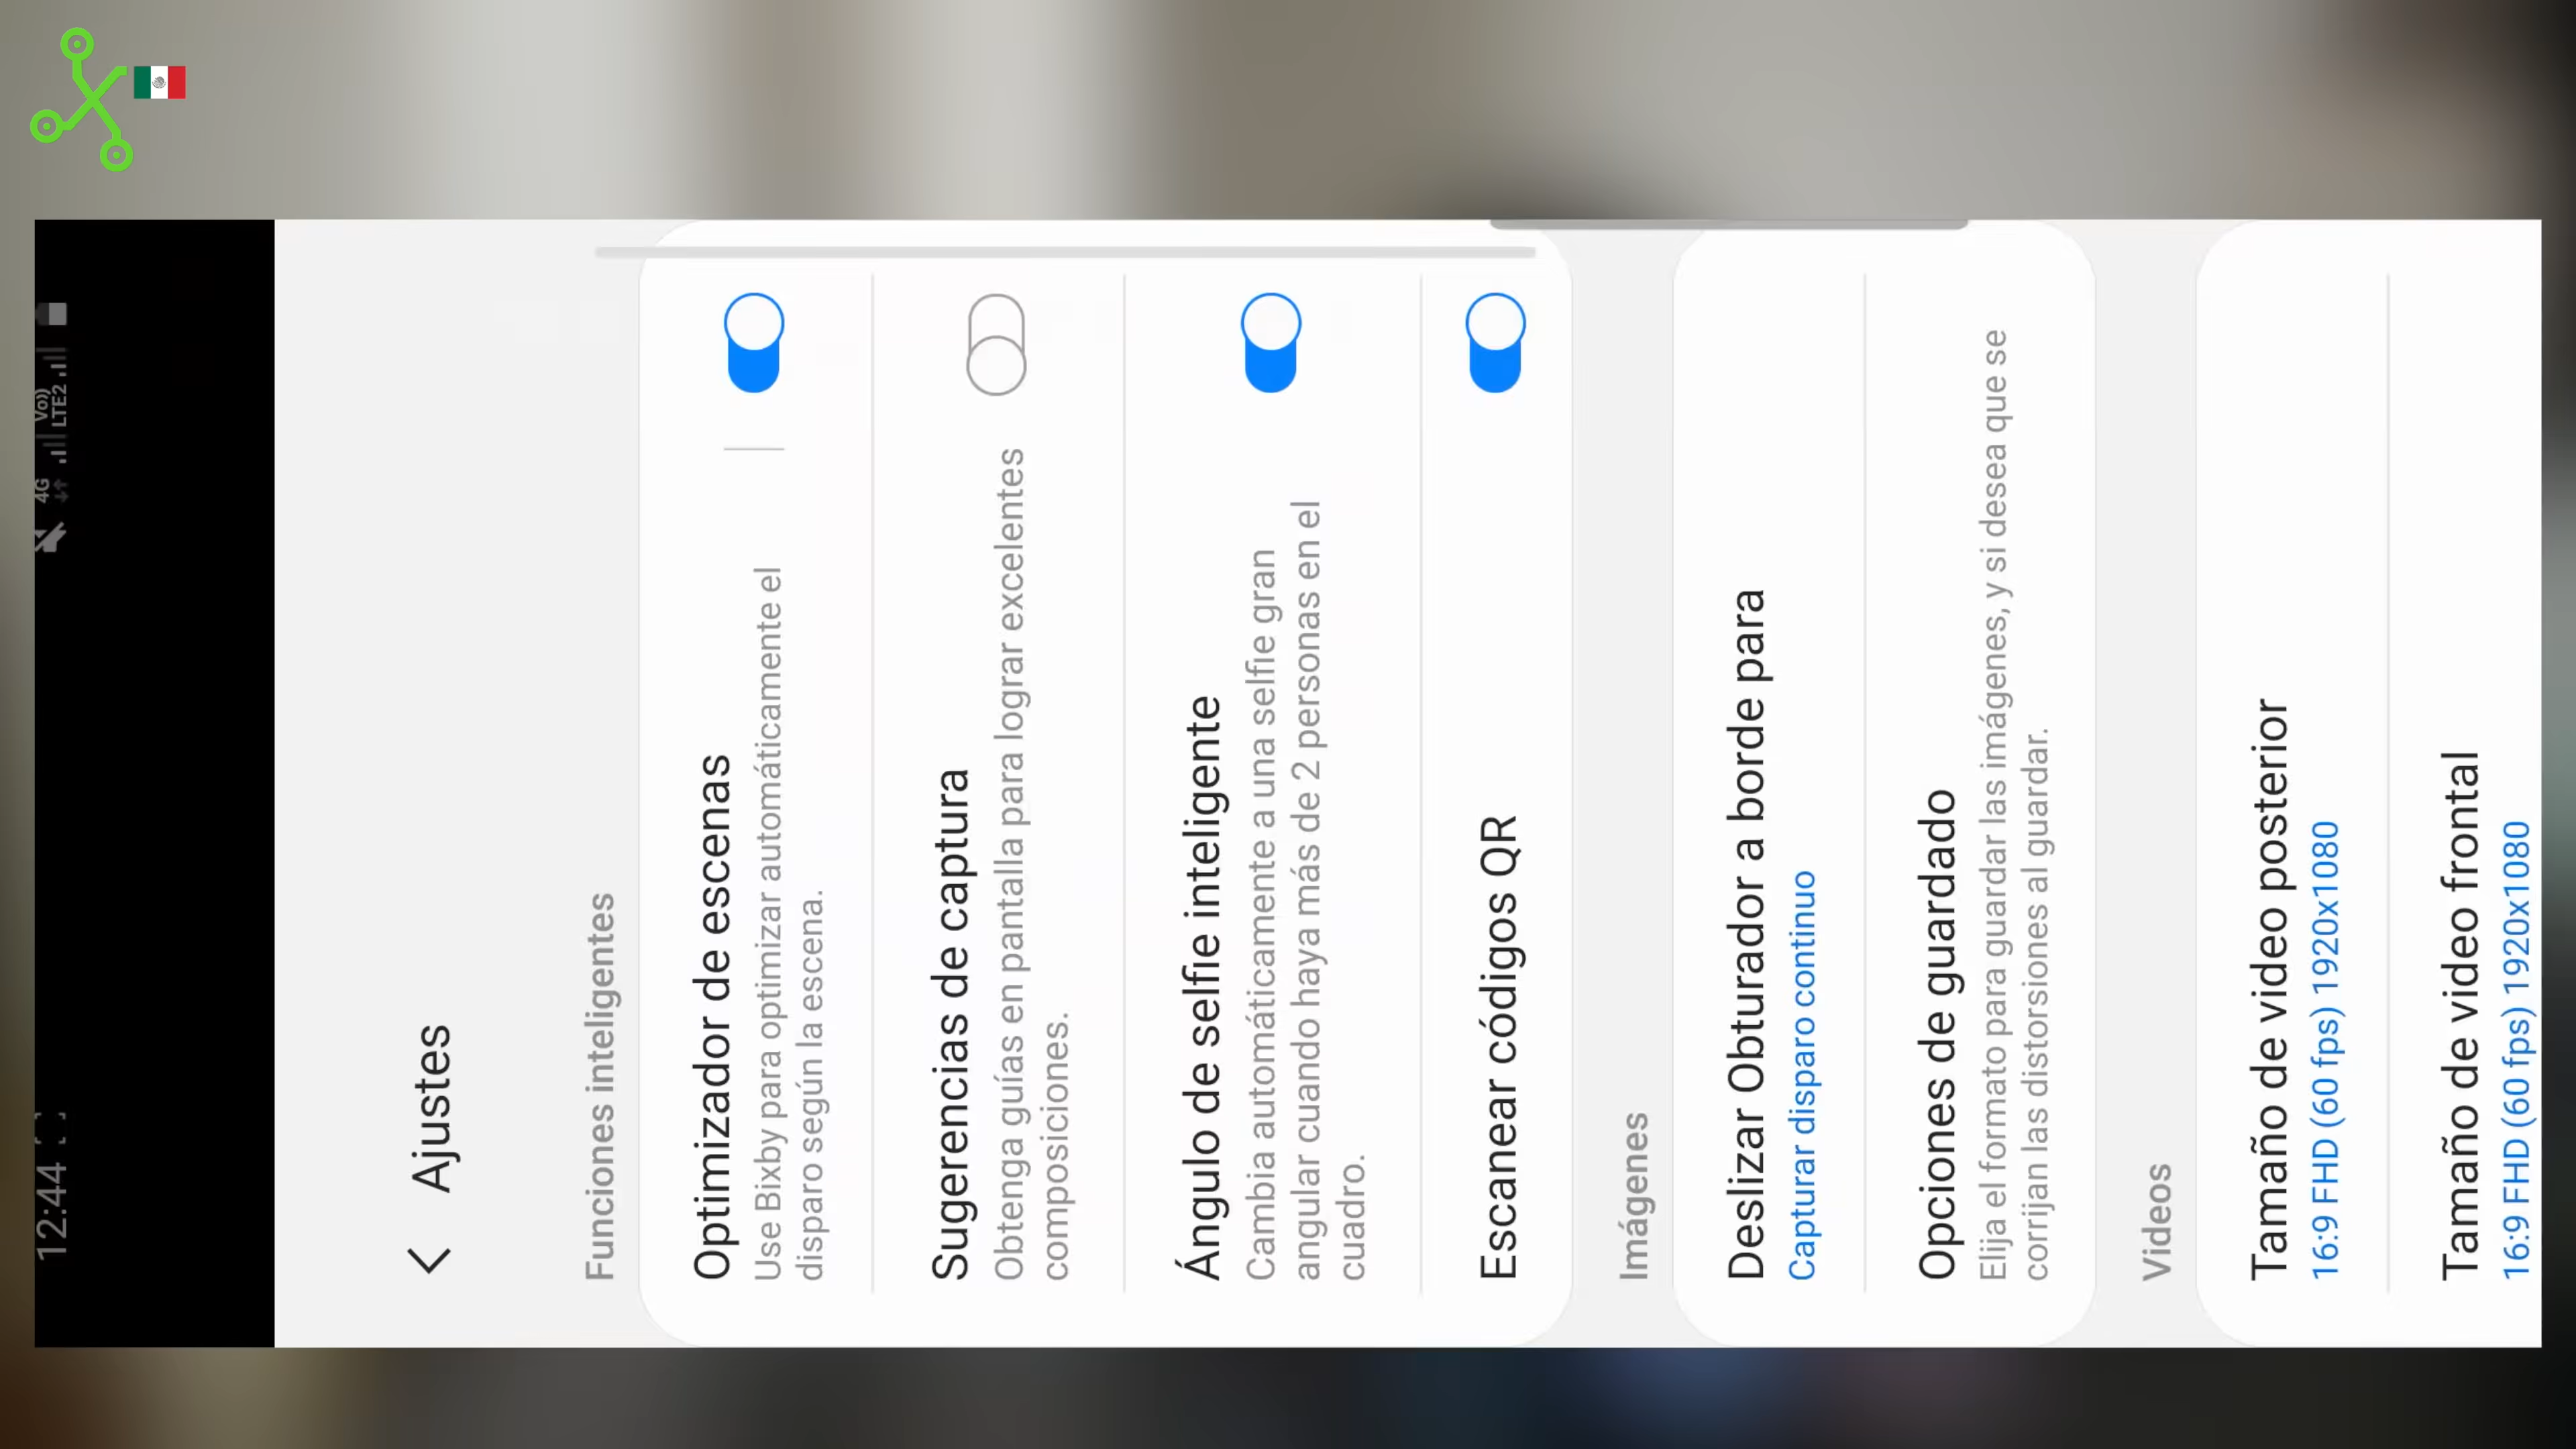 12:44
4G
Vo))
LTE2
Ajustes
Funciones inteligentes
Optimizador de escenas
Use Bixby para optimizar automáticamente el
disparo según la escena.
Sugerencias de captura
Obtenga guías en pantalla para lograr excelentes
composiciones.
Ángulo de selfie inteligente
Cambia automáticamente a una selfie gran
angular cuando haya más de 2 personas en el
cuadro.
Escanear códigos QR
Imágenes
Deslizar Obturador a borde para
Capturar disparo continuo
Opciones de guardado
Elija el formato para guardar las imágenes, y si desea que se
corrijan las distorsiones al guardar.
Videos
Tamaño de video posterior
16:9 FHD (60 fps) 1920x1080
Tamaño de video frontal
16:9 FHD (60 fps) 1920x1080